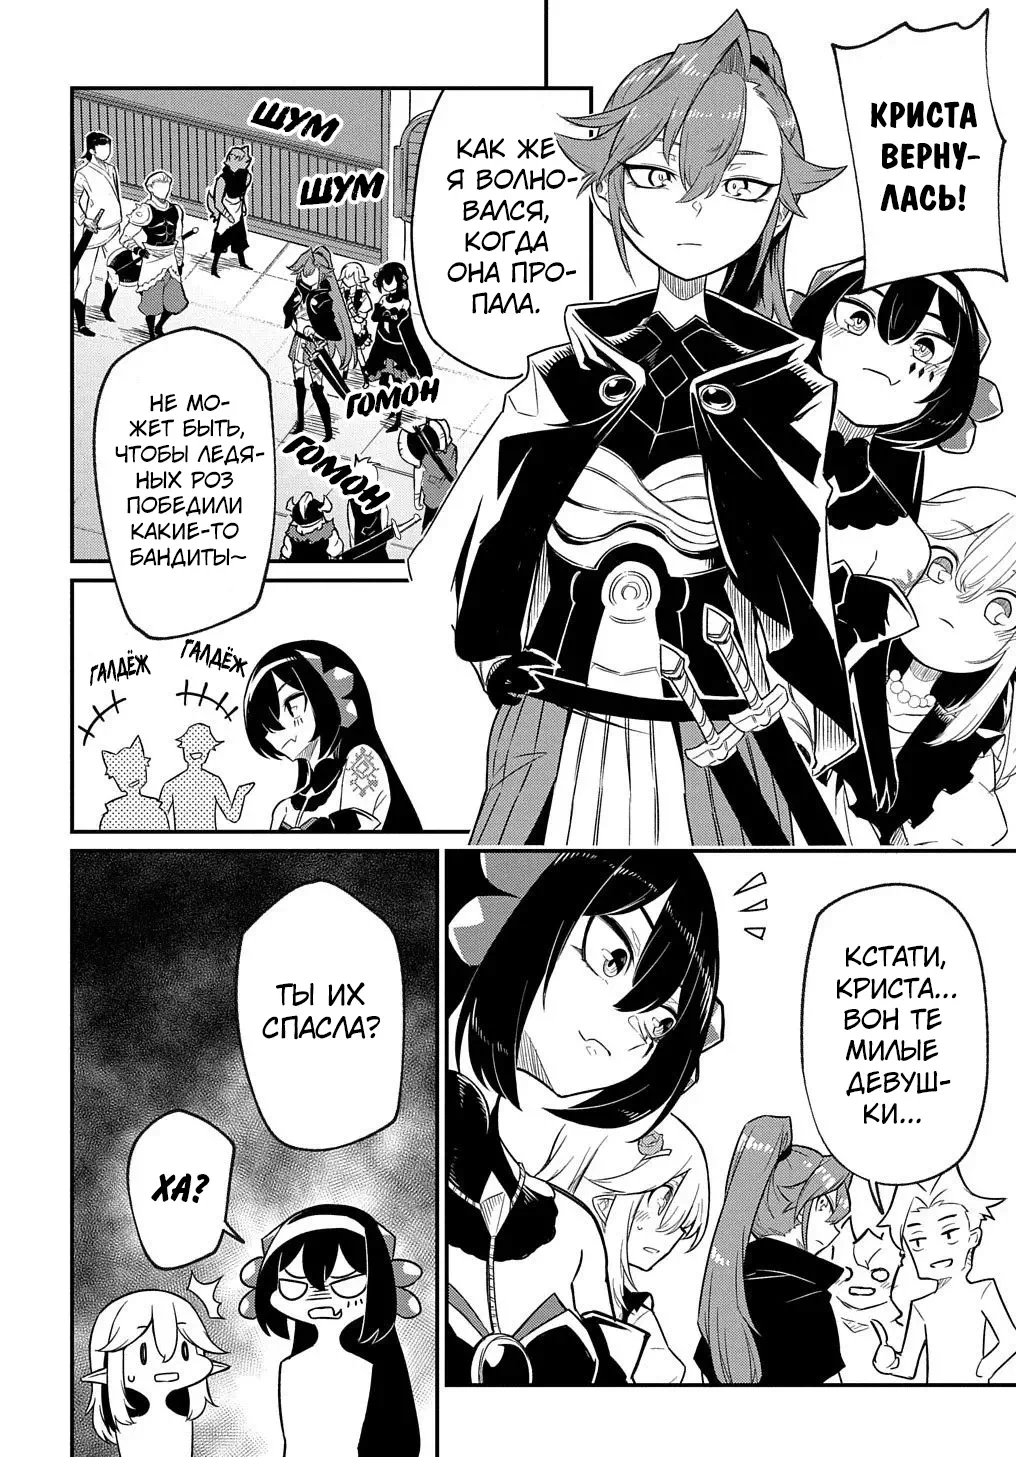 КРИСТА
ВЕРНУ-
ЛАСЬ!
КАК ЖЕ
Я ВОЛНО-
ВАЛСЯ,
КОГДА
ОНА ПРО-
ПАЛА.
ШУМ
ШУМ
ГОМОН
ГОМОН
НЕ МО-
ЖЕТ БЫТЬ,
ЧТОБЫ ЛЕДЯ-
НЫХ РОЗ
ПОБЕДИЛИ
КАКИЕ-ТО
БАНДИТЫ~
ГАЛДЁЖ
ГАЛДЁЖ
КСТАТИ,
КРИСТА...
ВОН ТЕ
МИЛЫЕ
ДЕВУШ-
КИ...
ТЫ ИХ
СПАСЛА?
ХА?